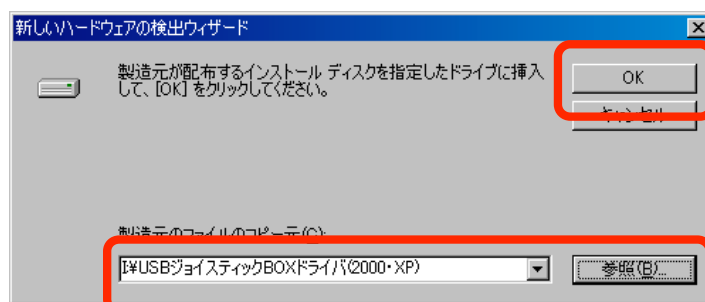 新しいハードウェアの検出ウィザード
製造元が配布するインストール ディスクを指定したドライブに挿入
して、[OK] をクリックしてください。
OK
キャンセル
製造元のファイルのコピー元(C):
I:¥USBジョイスティックBOXドライバ(2000・XP)
参照(B)...